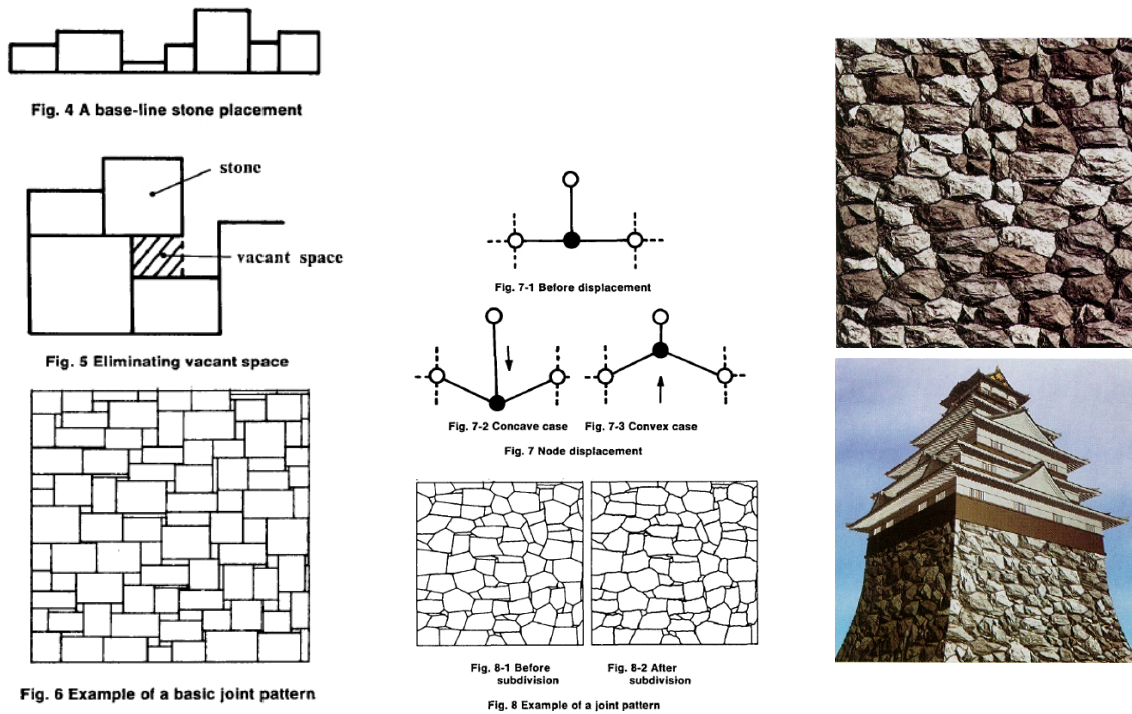 Fig. 4 A base-line stone placement
stone
vacant space
Fig. 5 Eliminating vacant space
Fig. 6 Example of a basic joint pattern
Fig. 7-1 Before displacement
Fig. 7-2 Concave case
Fig. 7-3 Convex case
Fig. 7 Node displacement
Fig. 8-1 Before
subdivision
Fig. 8-2 After
subdivision
Fig. 8 Example of a joint pattern